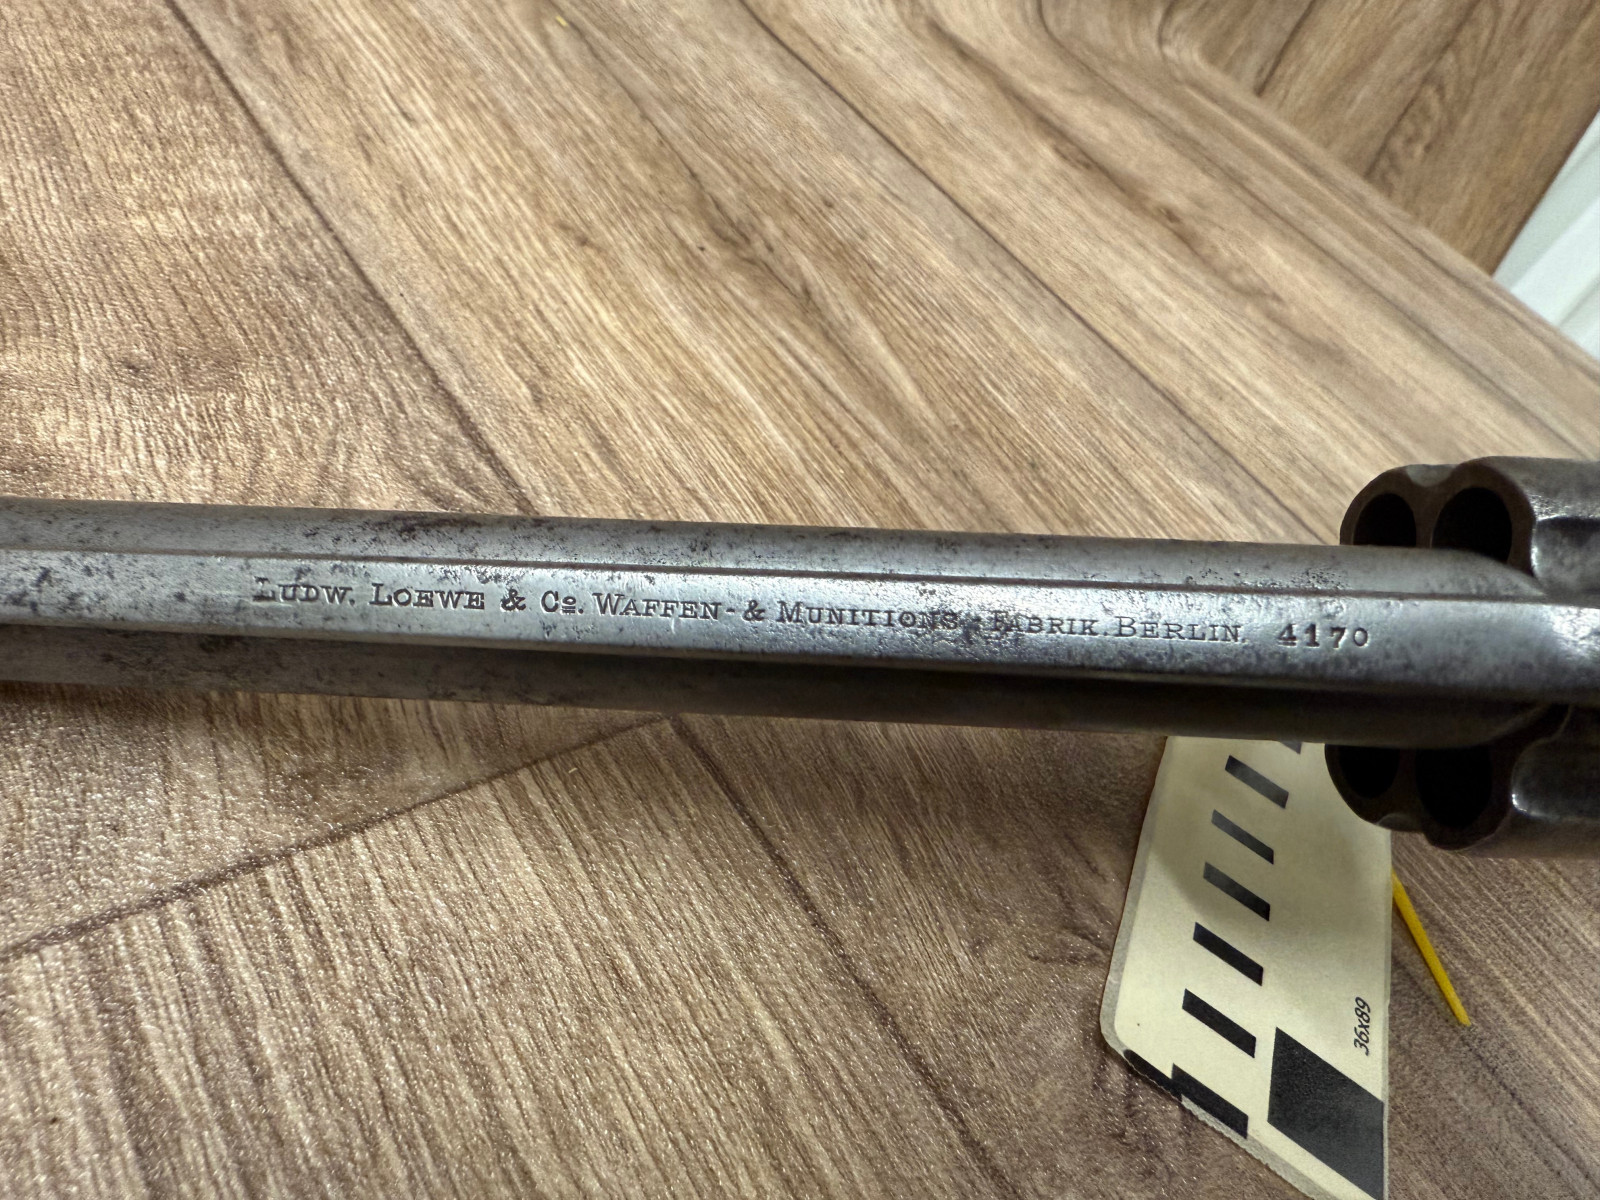 LUDW. LOEWE & Cº. WAFFEN- & MUNITIONS-FABRIK. BERLIN. 4170
36x89